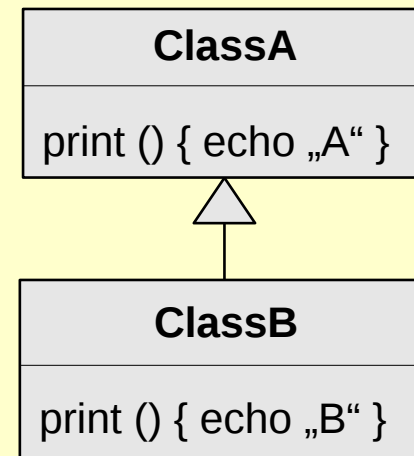 ClassA
print () { echo „A“ }
ClassB
print () { echo „B“ }